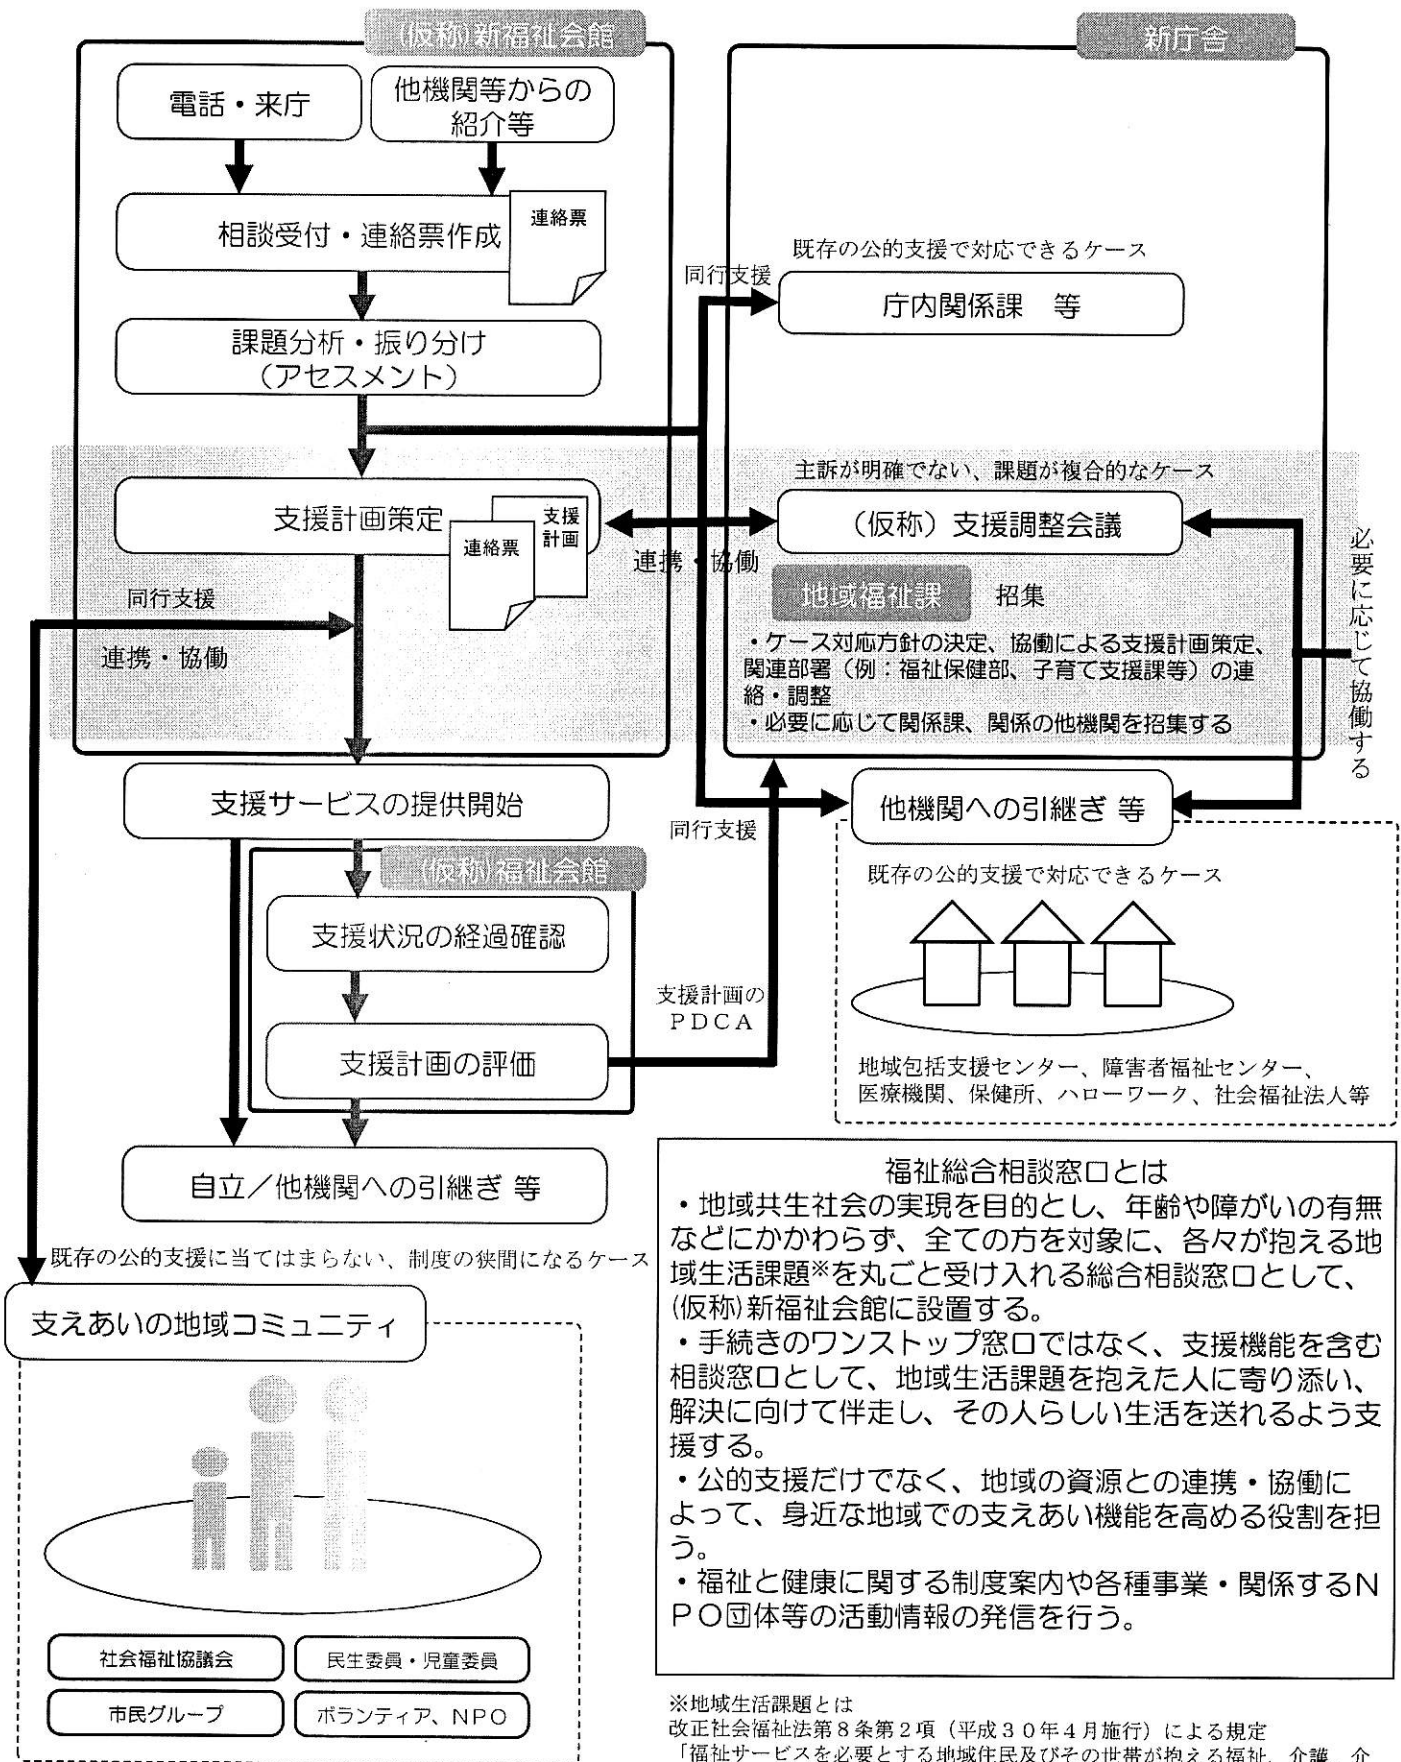 (仮称)新福祉会館
新庁舎
電話・来庁
他機関等からの
紹介等
相談受付・連絡票作成
連絡票
課題分析・振り分け
(アセスメント)
同行支援
既存の公的支援で対応できるケース
庁内関係課 等
主訴が明確でない、課題が複合的なケース
支援計画策定
連絡票
支援
計画
連携・協働
(仮称)支援調整会議
地域福祉課
招集
・ケース対応方針の決定、協働による支援計画策定、
関連部署(例:福祉保健部、子育て支援課等)の連
絡・調整
・必要に応じて関係課、関係の他機関を招集する
必要に応じて協働する
同行支援
連携・協働
支援サービスの提供開始
同行支援
他機関への引継ぎ 等
既存の公的支援で対応できるケース
地域包括支援センター、障害者福祉センター、
医療機関、保健所、ハローワーク、社会福祉法人等
(仮称)福祉会館
支援状況の経過確認
支援計画の
PDCA
支援計画の評価
自立/他機関への引継ぎ 等
既存の公的支援に当てはまらない、制度の狭間になるケース
支えあいの地域コミュニティ
社会福祉協議会
民生委員・児童委員
市民グループ
ボランティア、NPO
福祉総合相談窓口とは
・地域共生社会の実現を目的とし、年齢や障がいの有無
などにかかわらず、全ての方を対象に、各々が抱える地
域生活課題※を丸ごと受け入れる総合相談窓口として、
(仮称)新福祉会館に設置する。
・手続きのワンストップ窓口ではなく、支援機能を含む
相談窓口として、地域生活課題を抱えた人に寄り添い、
解決に向けて伴走し、その人らしい生活を送れるよう支
援する。
・公的支援だけでなく、地域の資源との連携・協働に
よって、身近な地域での支えあい機能を高める役割を担
う。
・福祉と健康に関する制度案内や各種事業・関係するN
PO団体等の活動情報の発信を行う。
※地域生活課題とは
改正社会福祉法第8条第2項(平成30年4月施行)による規定
「福祉サービスを必要とする地域住民及びその世帯が抱える福祉、介護、介